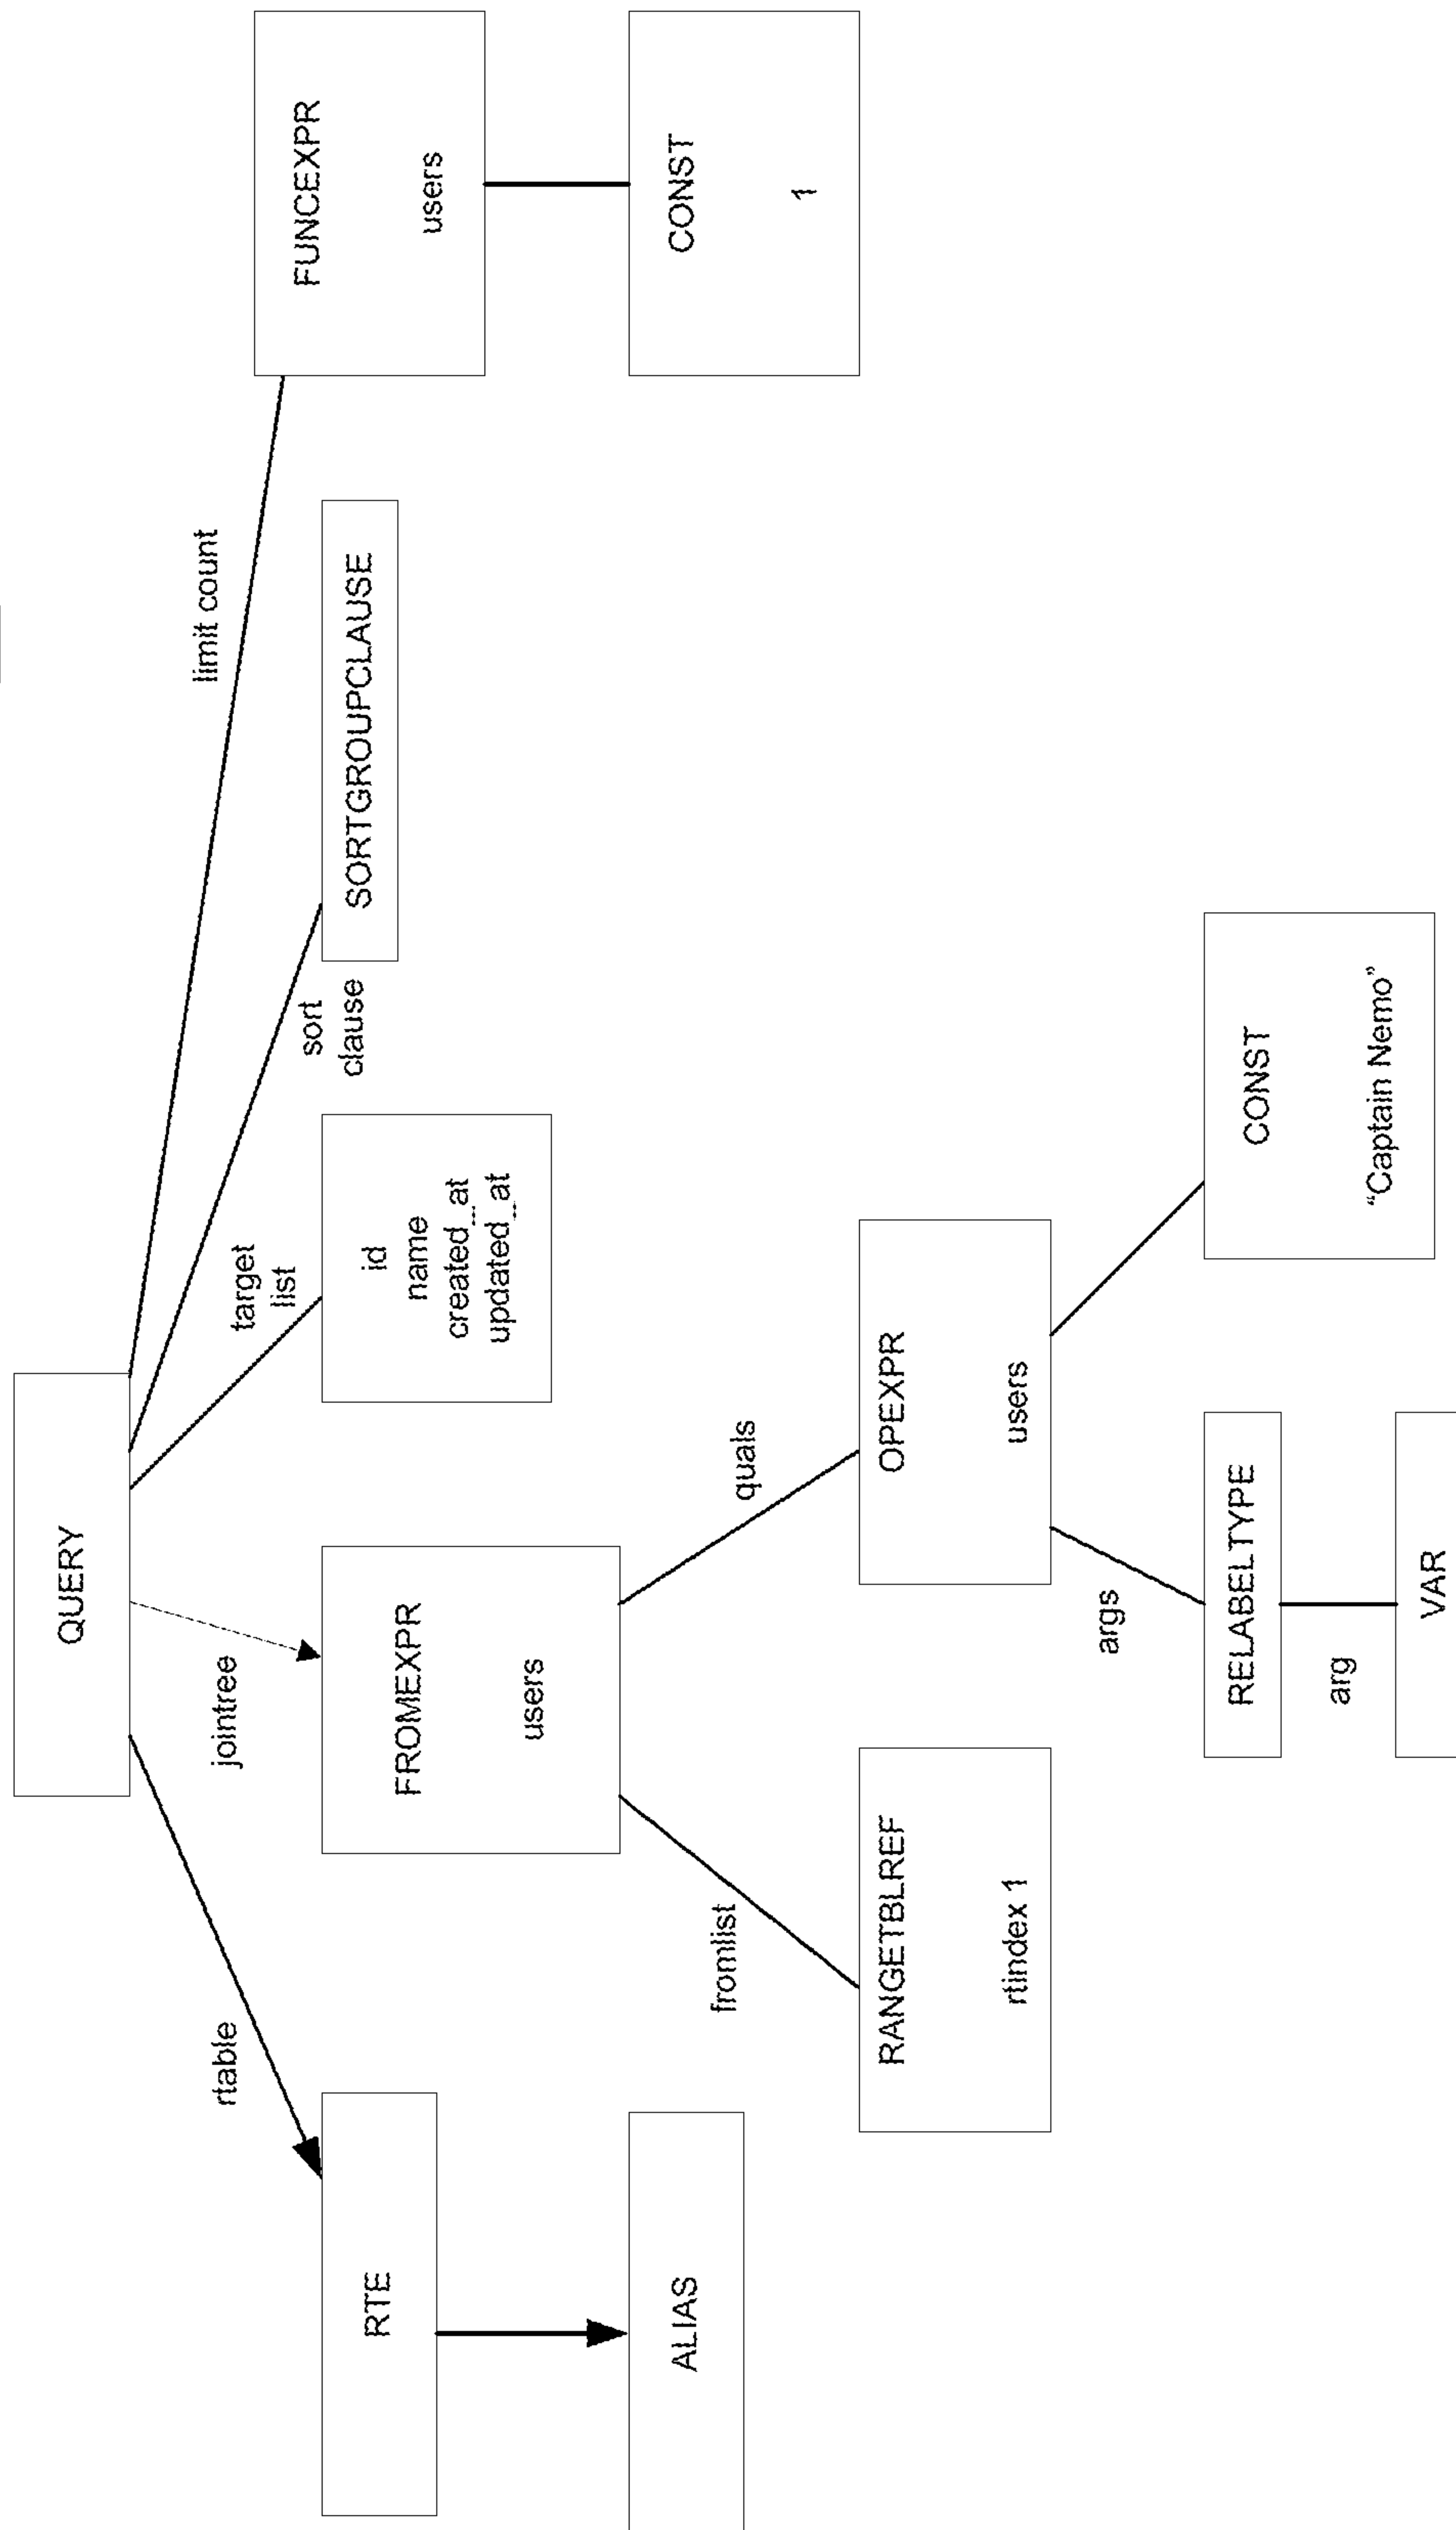 QUERY
rtable
jointree
target
list
sort
clause
limit count
RTE
FROMEXPR
users
id
name
created_at
updated_at
SORTGROUPCLAUSE
FUNCEXPR
users
ALIAS
fromlist
quals
CONST
1
RANGETBLREF
rtindex 1
OPEXPR
users
args
RELABELTYPE
CONST
“Captain Nemo”
arg
VAR